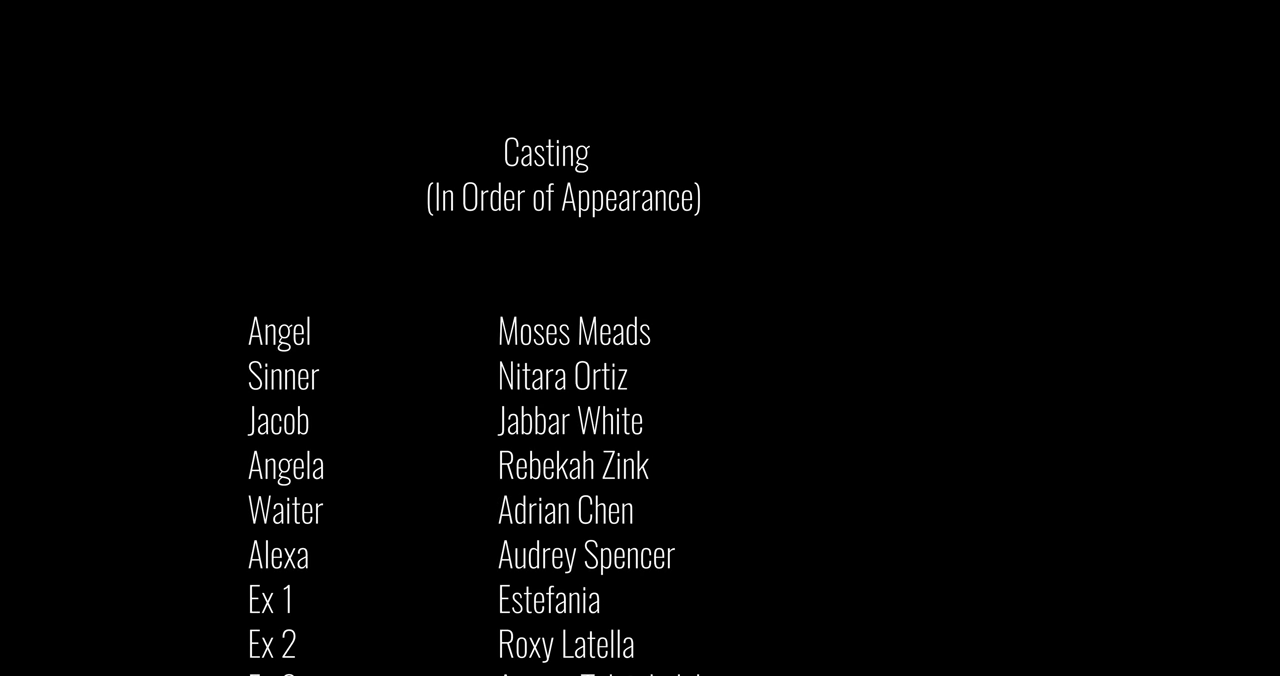 Casting
(In Order of Appearance)
Angel Moses Meads
Sinner Nitara Ortiz
Jacob Jabbar White
Angela Rebekah Zink
Waiter Adrian Chen
Alexa Audrey Spencer
Ex 1 Estefania
Ex 2 Roxy Latella